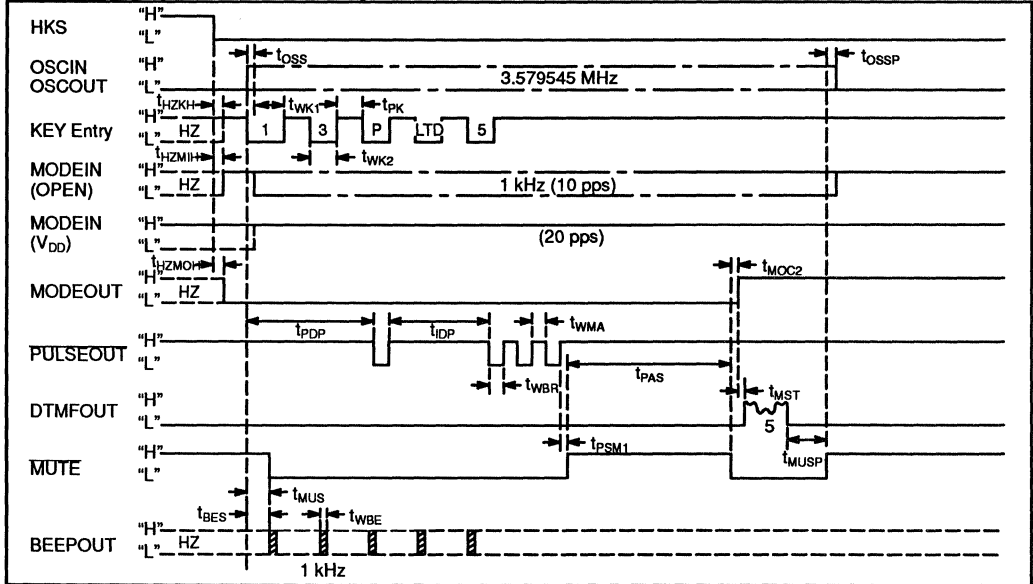 HKS "H" "L"
OSCIN OSCOUT "H" "L" tOSS 3.579545 MHz tOSSP
KEY Entry "H" "L" HZ tHZKH 1 tWK1 3 tWK2 P tPK LTD 5
MODEIN (OPEN) "H" "L" HZ tHZMIH 1 kHz (10 pps)
MODEIN (VDD) "H" "L" (20 pps)
MODEOUT "H" "L" HZ tHZMOH tMOC2
PULSEOUT "H" "L" tPDP tIDP tWBR tWMA tPAS
DTMFOUT "H" "L" tMST 5 tMUSP
MUTE "H" "L" tMUS tPSM1
BEEPOUT "H" "L" HZ tBES tWBE 1 kHz